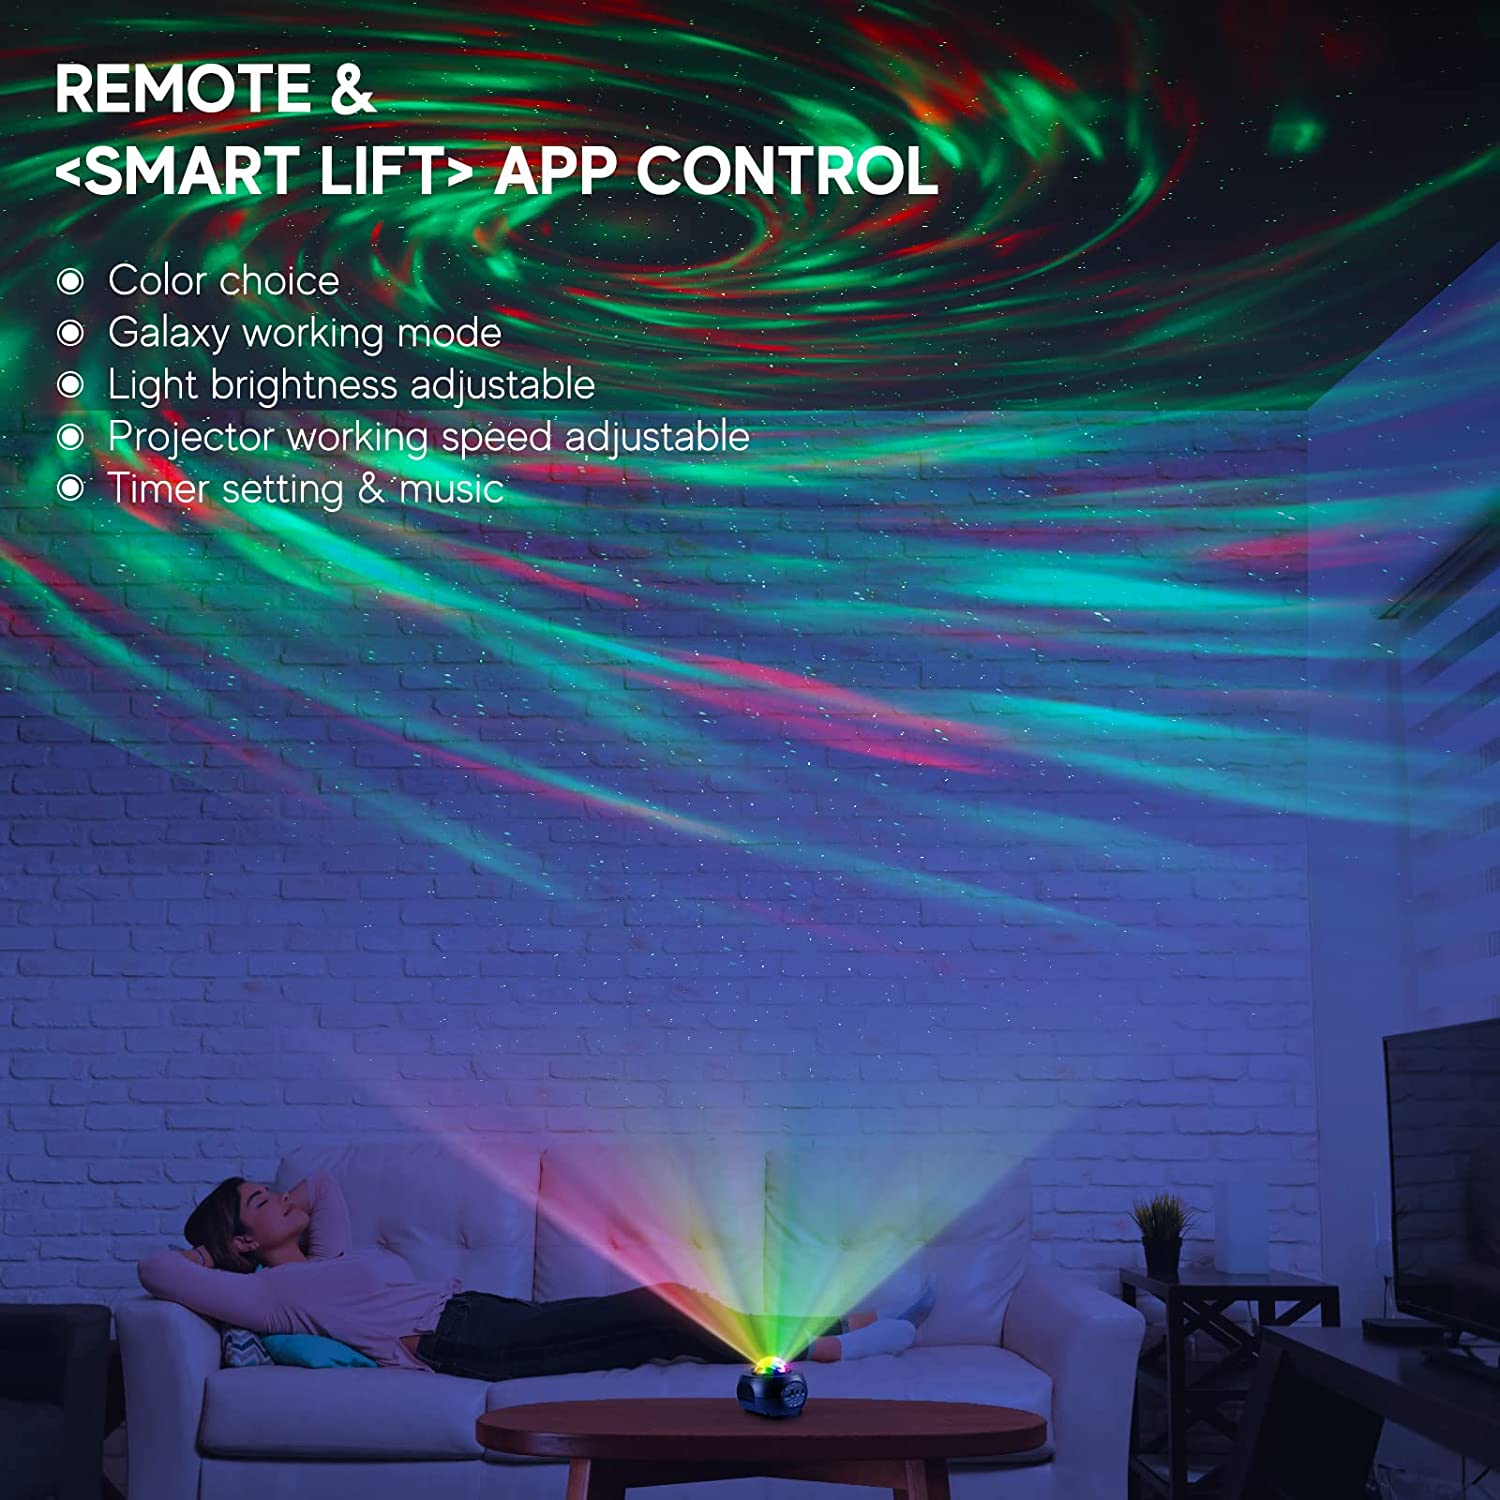 REMOTE &
<SMART LIFT> APP CONTROL
Color choice
Galaxy working mode
Light brightness adjustable
Projector working speed adjustable
Timer setting & music